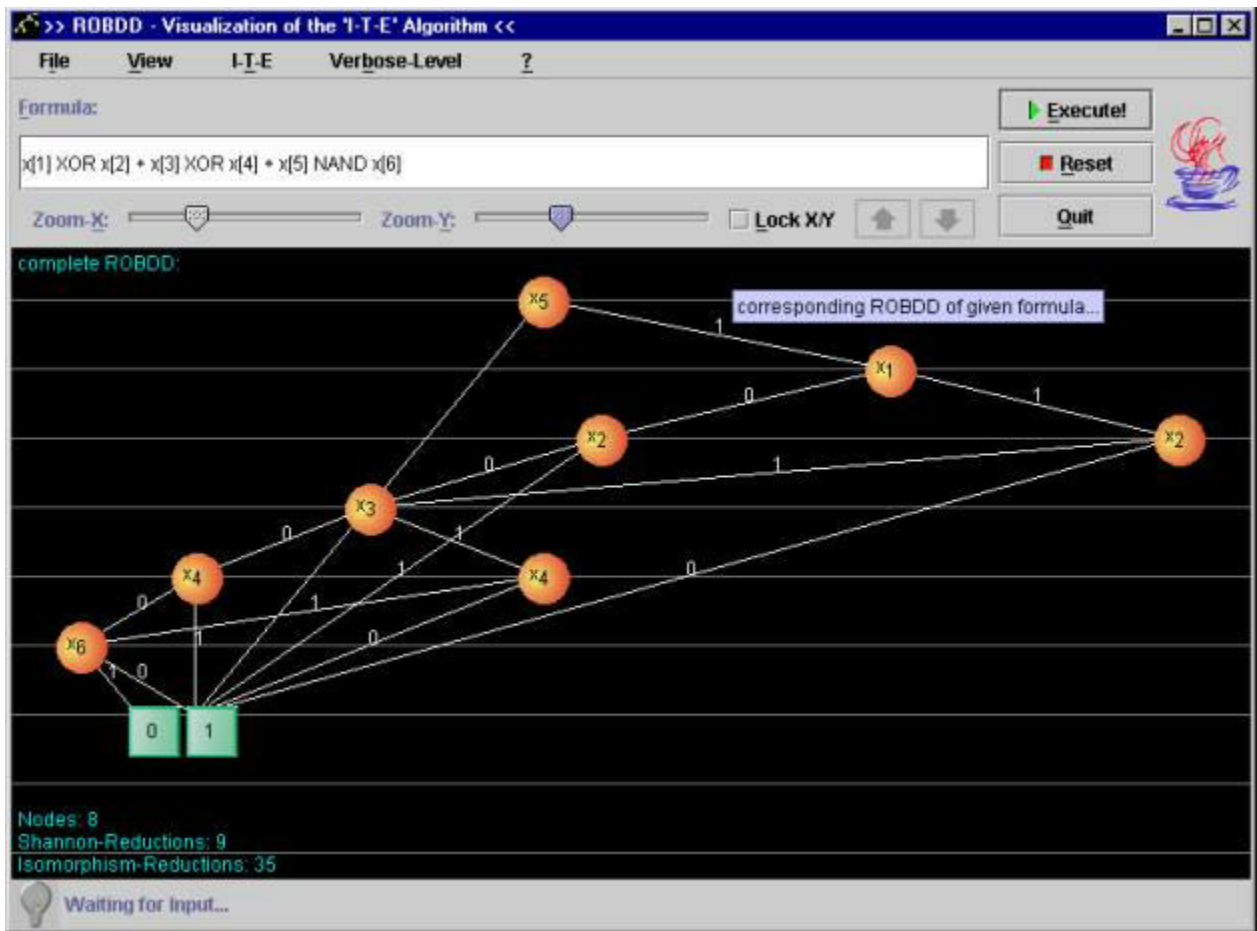 >> ROBDD - Visualization of the 'I-T-E' Algorithm <<
File View I-T-E Verbose-Level ?
Formula:
Execute!
x[1] XOR x[2] + x[3] XOR x[4] + x[5] NAND x[6]
Reset
Zoom-X: Zoom-Y: Lock X/Y
Quit
complete ROBDD:
x5
corresponding ROBDD of given formula...
1
x1
0
1
x2
x2
0
1
x3
0
1
x4
1
0
x4
0
1
1
0
x6
1
0
0
1
Nodes: 8
Shannon-Reductions: 9
Isomorphism-Reductions: 35
Waiting for Input...